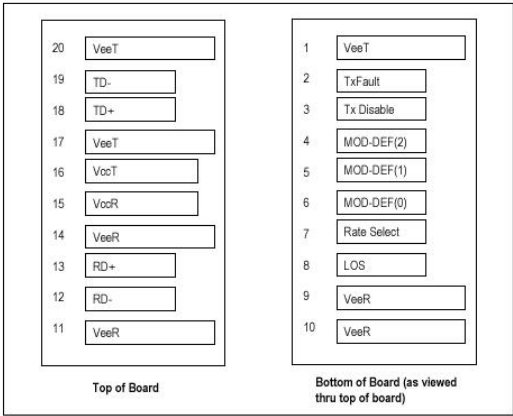 20 VeeT
19 TD-
18 TD+
17 VeeT
16 VccT
15 VccR
14 VeeR
13 RD+
12 RD-
11 VeeR
Top of Board
1 VeeT
2 TxFault
3 Tx Disable
4 MOD-DEF(2)
5 MOD-DEF(1)
6 MOD-DEF(0)
7 Rate Select
8 LOS
9 VeeR
10 VeeR
Bottom of Board (as viewed
thru top of board)